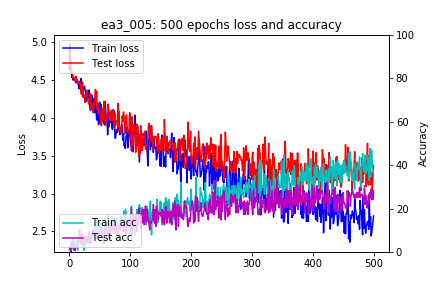 ea3_005: 500 epochs loss and accuracy
5.0
4.5
4.0
3.5
3.0
2.5
Loss
Train loss
Test loss
Train acc
Test acc
100
80
60
40
20
0
Accuracy
0
100
200
300
400
500